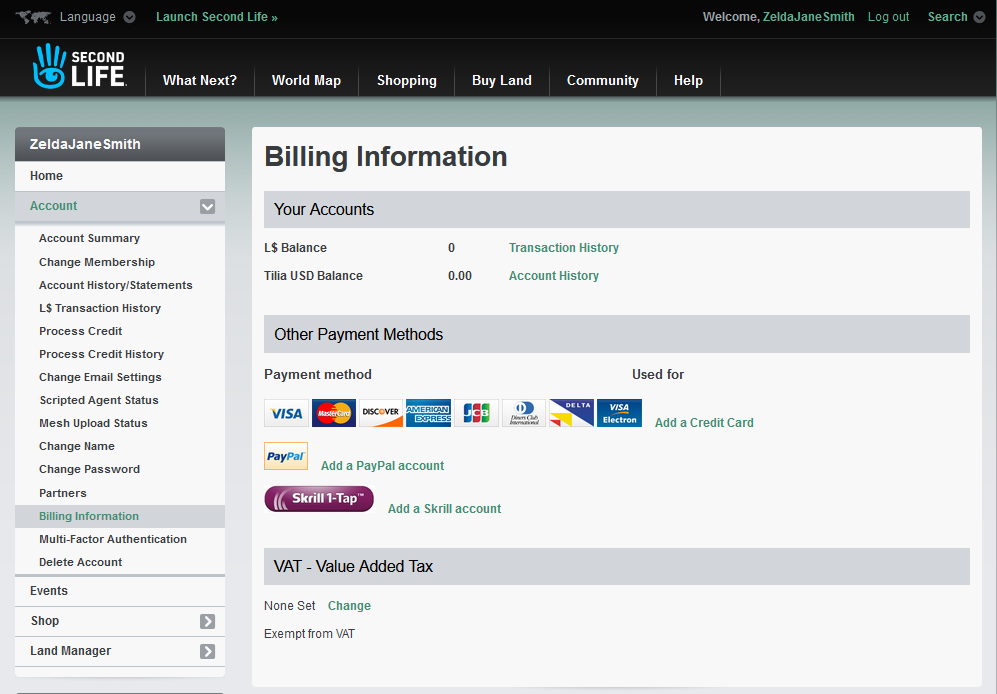 Language Launch Second Life » Welcome, ZeldaJaneSmith Log out Search
SECOND
LIFE
What Next? World Map Shopping Buy Land Community Help
ZeldaJaneSmith
Home
Account
Account Summary
Change Membership
Account History/Statements
L$ Transaction History
Process Credit
Process Credit History
Change Email Settings
Scripted Agent Status
Mesh Upload Status
Change Name
Change Password
Partners
Billing Information
Multi-Factor Authentication
Delete Account
Events
Shop
Land Manager
Billing Information
Your Accounts
L$ Balance 0 Transaction History
Tilia USD Balance 0.00 Account History
Other Payment Methods
Payment method Used for
VISA MasterCard DISCOVER AMERICAN EXPRESS JCB Diners Club International DELTA VISA Electron Add a Credit Card
PayPal Add a PayPal account
Skrill 1-Tap™ Add a Skrill account
VAT - Value Added Tax
None Set Change
Exempt from VAT